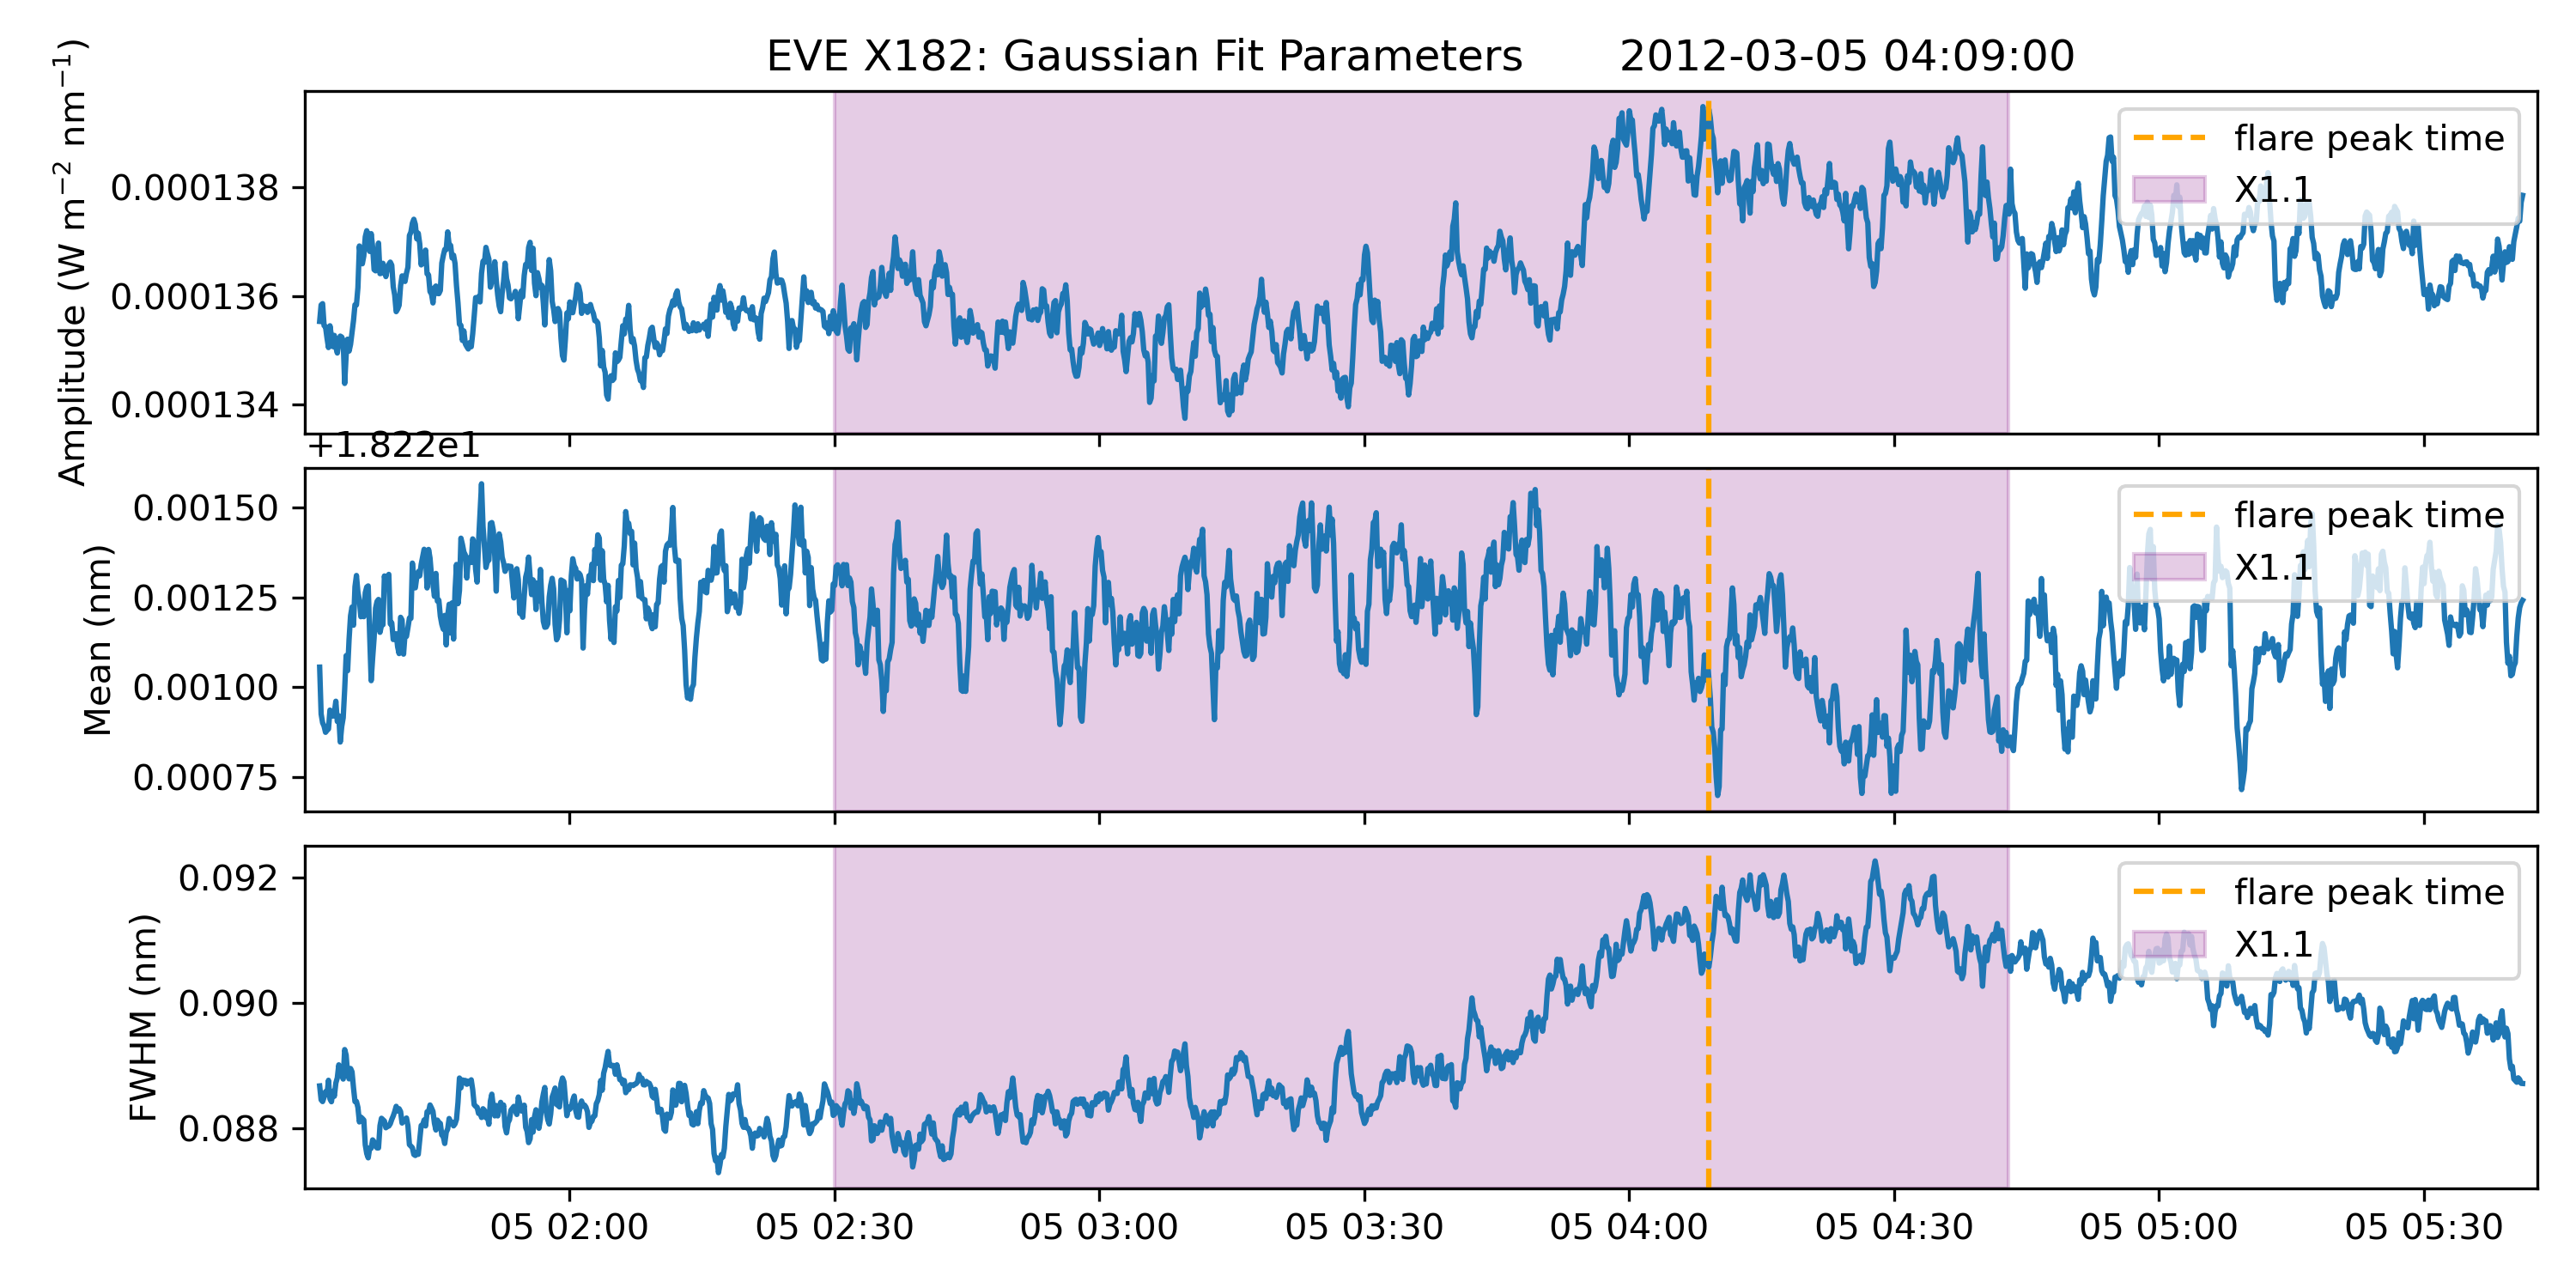 EVE X182: Gaussian Fit Parameters 2012-03-05 04:09:00
Amplitude (W m⁻² nm⁻¹)
0.000138
0.000136
0.000134
flare peak time
X1.1
+1.822e1
Mean (nm)
0.00150
0.00125
0.00100
0.00075
flare peak time
X1.1
FWHM (nm)
0.092
0.090
0.088
flare peak time
X1.1
05 02:00 05 02:30 05 03:00 05 03:30 05 04:00 05 04:30 05 05:00 05 05:30